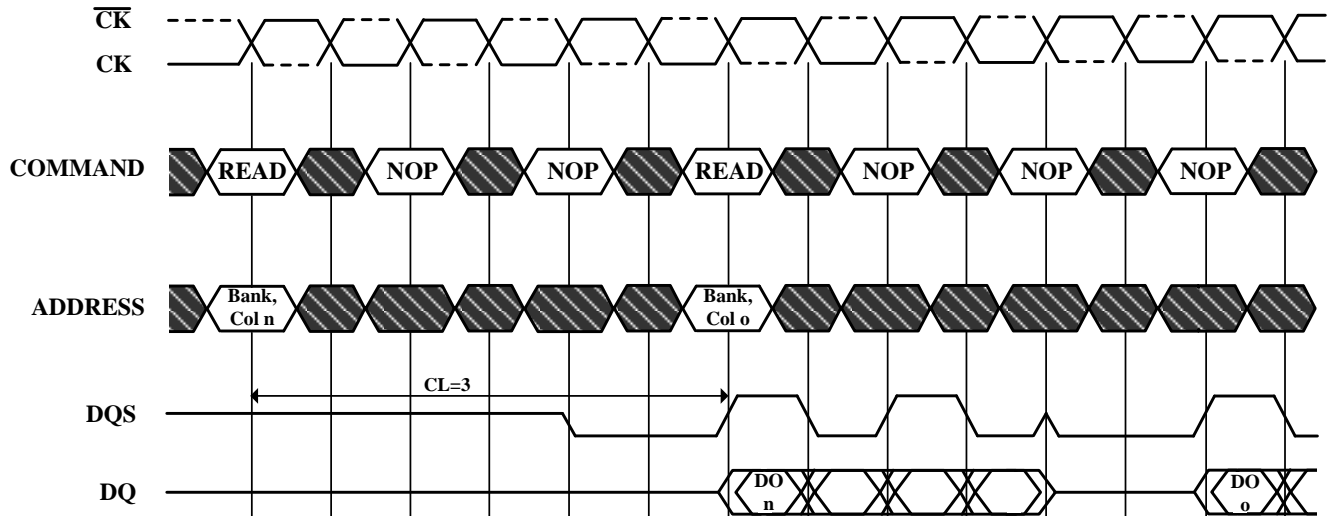 CK
CK
COMMAND READ NOP NOP READ NOP NOP NOP
ADDRESS Bank, Col n Bank, Col o
CL=3
DQS
DQ DO n DO o